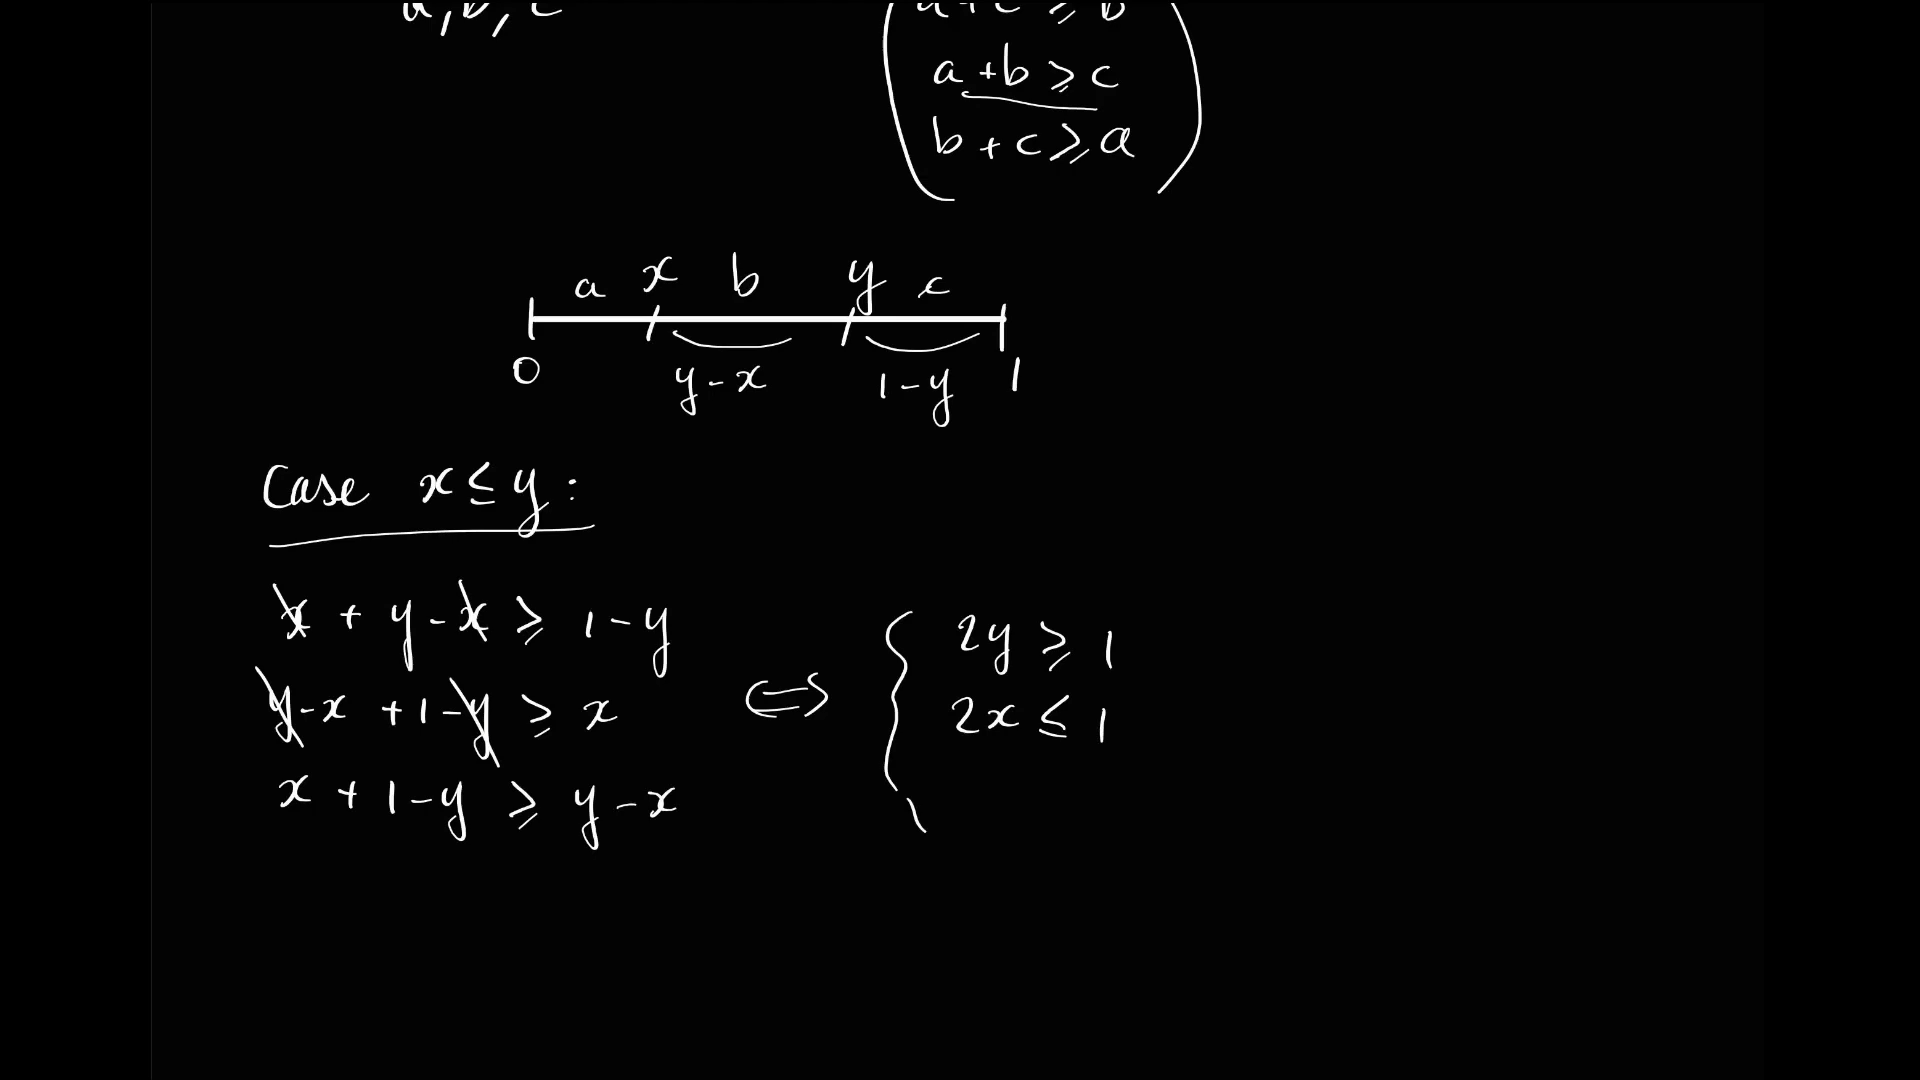 a, b, c
a + c ⩾ b
a + b ⩾ c
b + c ⩾ a
a x b y c
0 y - x 1 - y 1
Case x ≤ y :
x + y - x ⩾ 1 - y
y - x + 1 - y ⩾ x
x + 1 - y ⩾ y - x
⟺
2y ⩾ 1
2x ≤ 1